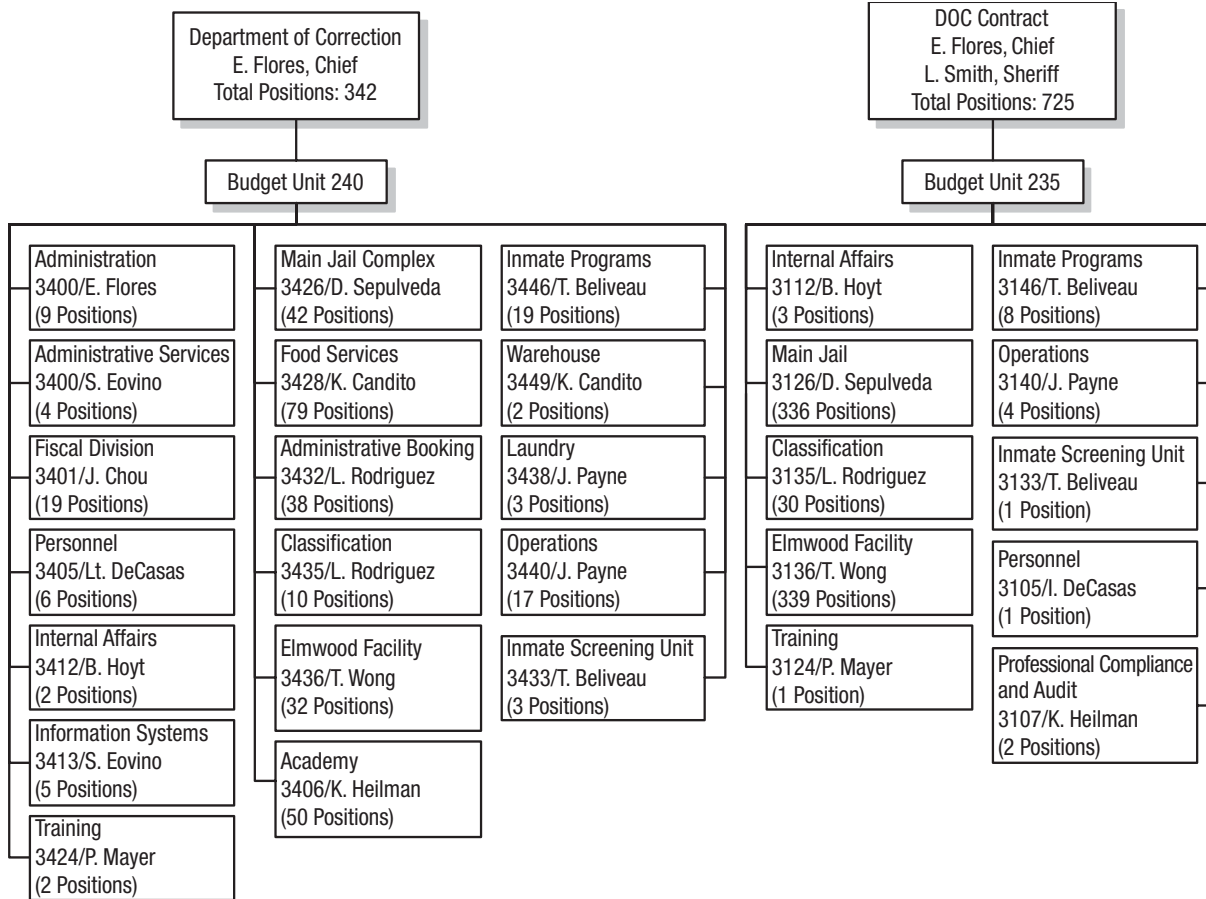 Department of Correction
E. Flores, Chief
Total Positions: 342
Budget Unit 240
Administration
3400/E. Flores
(9 Positions)
Administrative Services
3400/S. Eovino
(4 Positions)
Fiscal Division
3401/J. Chou
(19 Positions)
Personnel
3405/Lt. DeCasas
(6 Positions)
Internal Affairs
3412/B. Hoyt
(2 Positions)
Information Systems
3413/S. Eovino
(5 Positions)
Training
3424/P. Mayer
(2 Positions)
Main Jail Complex
3426/D. Sepulveda
(42 Positions)
Food Services
3428/K. Candito
(79 Positions)
Administrative Booking
3432/L. Rodriguez
(38 Positions)
Classification
3435/L. Rodriguez
(10 Positions)
Elmwood Facility
3436/T. Wong
(32 Positions)
Academy
3406/K. Heilman
(50 Positions)
Inmate Programs
3446/T. Beliveau
(19 Positions)
Warehouse
3449/K. Candito
(2 Positions)
Laundry
3438/J. Payne
(3 Positions)
Operations
3440/J. Payne
(17 Positions)
Inmate Screening Unit
3433/T. Beliveau
(3 Positions)
DOC Contract
E. Flores, Chief
L. Smith, Sheriff
Total Positions: 725
Budget Unit 235
Internal Affairs
3112/B. Hoyt
(3 Positions)
Main Jail
3126/D. Sepulveda
(336 Positions)
Classification
3135/L. Rodriguez
(30 Positions)
Elmwood Facility
3136/T. Wong
(339 Positions)
Training
3124/P. Mayer
(1 Position)
Inmate Programs
3146/T. Beliveau
(8 Positions)
Operations
3140/J. Payne
(4 Positions)
Inmate Screening Unit
3133/T. Beliveau
(1 Position)
Personnel
3105/I. DeCasas
(1 Position)
Professional Compliance
and Audit
3107/K. Heilman
(2 Positions)